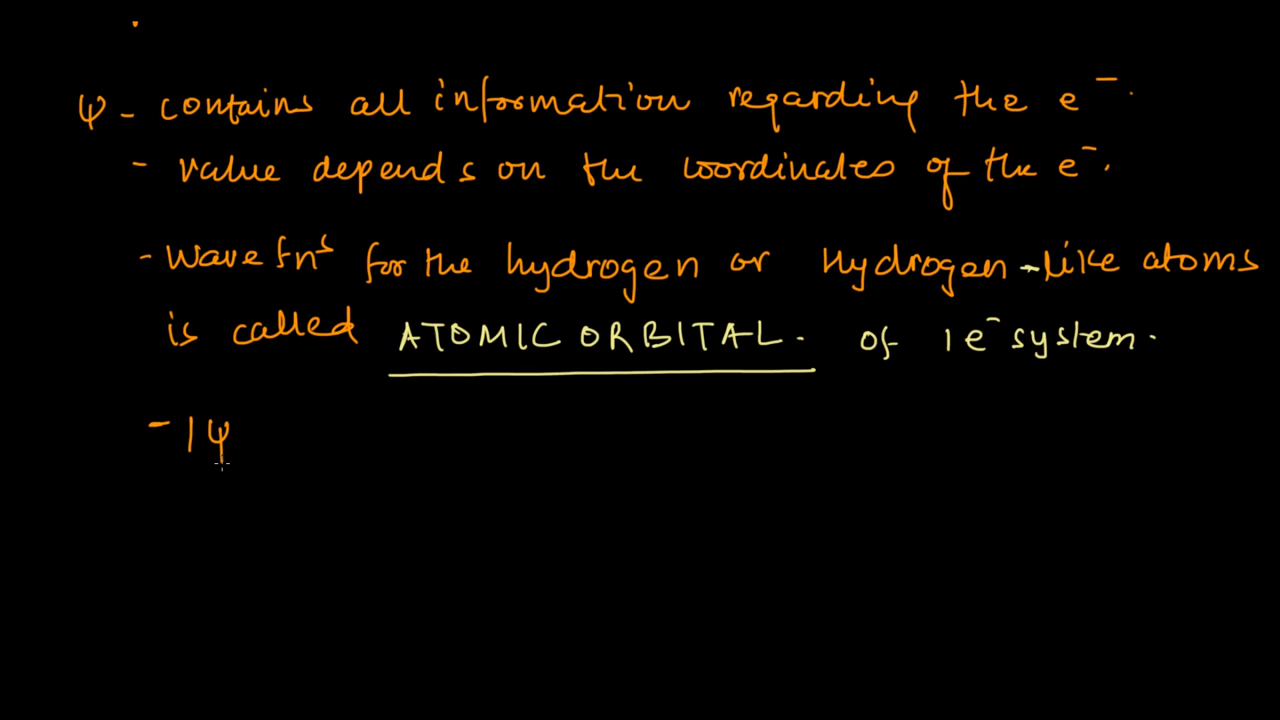 ψ - contains all information regarding the e⁻.
- value depends on the coordinates of the e⁻.
- Wave fnˢ for the hydrogen or Hydrogen-like atoms
is called ATOMIC ORBITAL. of 1e⁻ system.
- |ψ